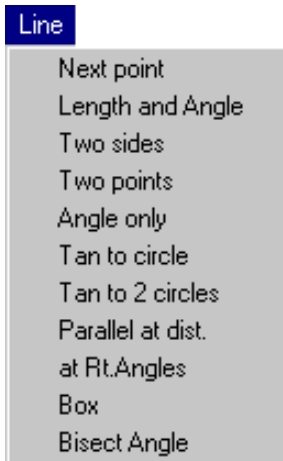 Line
Next point
Length and Angle
Two sides
Two points
Angle only
Tan to circle
Tan to 2 circles
Parallel at dist.
at Rt.Angles
Box
Bisect Angle